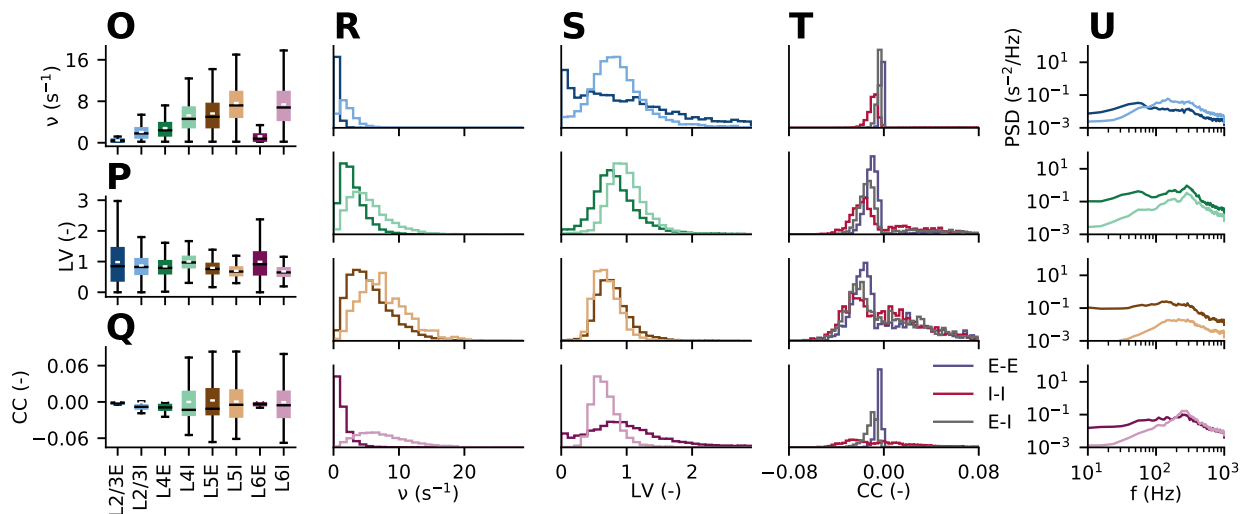 O R S T U
16
8
0
ν (s⁻¹)
P
3
2
1
0
LV (-)
Q
0.06
0.00
−0.06
CC (-)
L2/3E L2/3I L4E L4I L5E L5I L6E L6I
0 10 20
ν (s⁻¹)
0 1 2
LV (-)
E-E
I-I
E-I
−0.08 0.00 0.08
CC (-)
PSD (s⁻²/Hz)
10¹
10⁻¹
10⁻³
10¹
10⁻¹
10⁻³
10¹
10⁻¹
10⁻³
10¹
10⁻¹
10⁻³
10¹ 10² 10³
f (Hz)